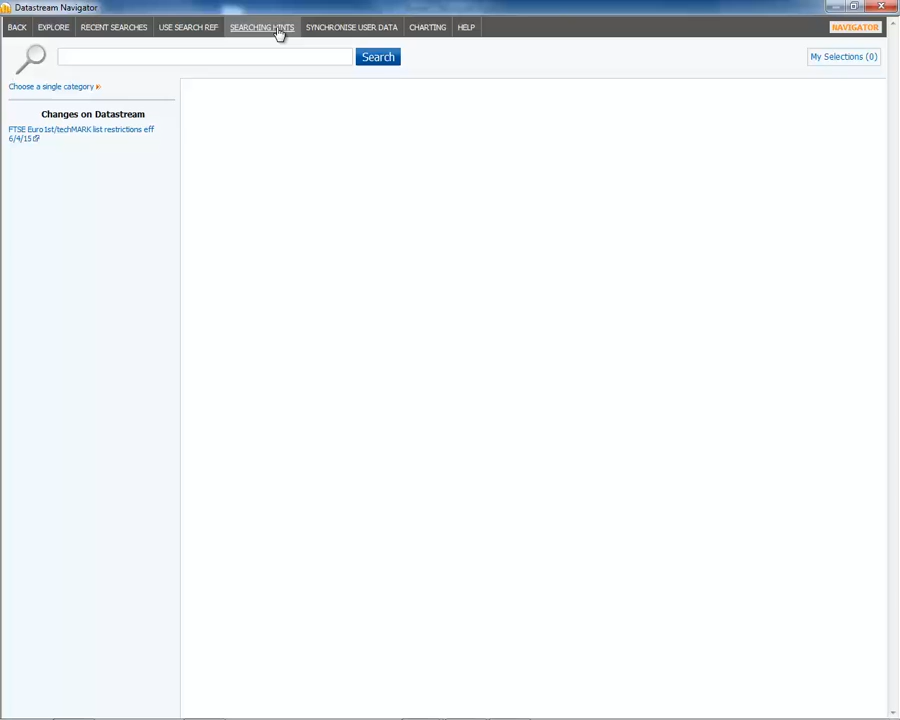 Datastream Navigator
BACK EXPLORE RECENT SEARCHES USE SEARCH REF SEARCHING HINTS SYNCHRONISE USER DATA CHARTING HELP NAVIGATOR
Search My Selections (0)
Choose a single category
Changes on Datastream
FTSE Euro1st/techMARK list restrictions eff
6/4/15